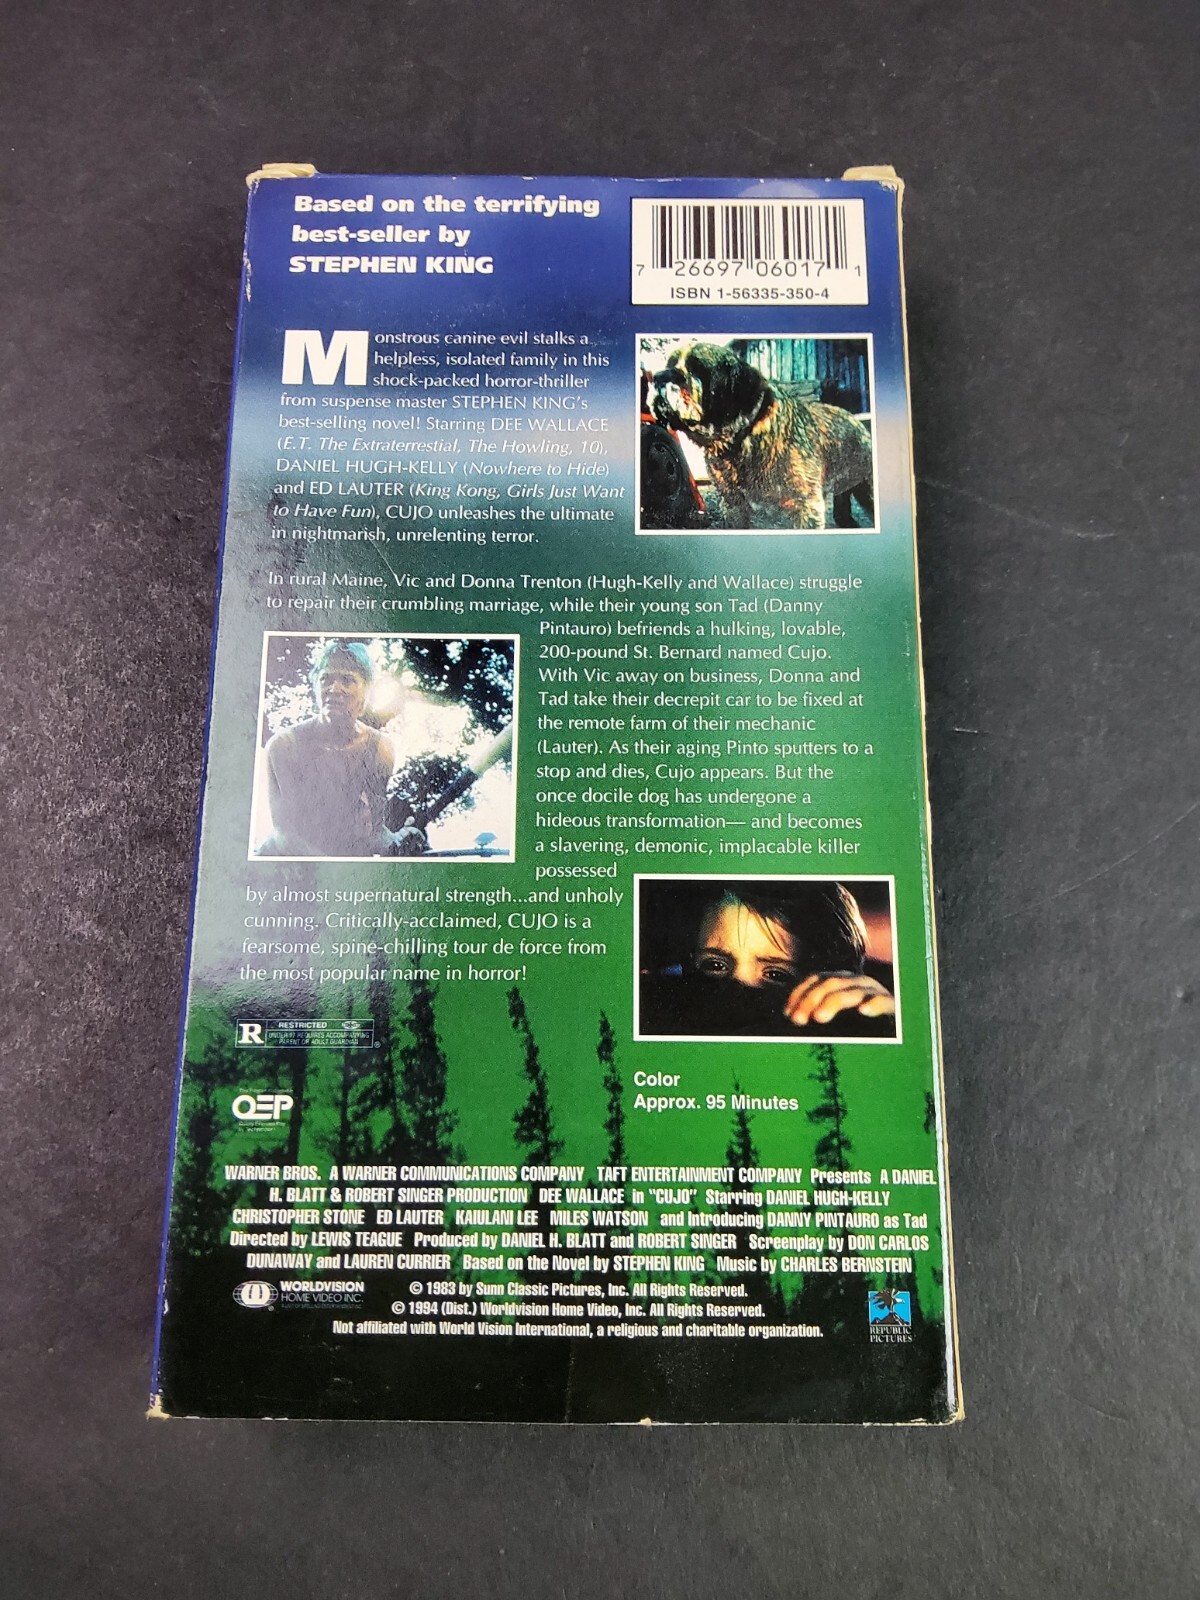 Based on the terrifying
best-seller by
STEPHEN KING
7 26697 06017 1
ISBN 1-56335-350-4
Monstrous canine evil stalks a
helpless, isolated family in this
shock-packed horror-thriller
from suspense master STEPHEN KING's
best-selling novel! Starring DEE WALLACE
(E.T. The Extraterrestial, The Howling, 10),
DANIEL HUGH-KELLY (Nowhere to Hide)
and ED LAUTER (King Kong, Girls Just Want
to Have Fun), CUJO unleashes the ultimate
in nightmarish, unrelenting terror.
In rural Maine, Vic and Donna Trenton (Hugh-Kelly and Wallace) struggle
to repair their crumbling marriage, while their young son Tad (Danny
Pintauro) befriends a hulking, lovable,
200-pound St. Bernard named Cujo.
With Vic away on business, Donna and
Tad take their decrepit car to be fixed at
the remote farm of their mechanic
(Lauter). As their aging Pinto sputters to a
stop and dies, Cujo appears. But the
once docile dog has undergone a
hideous transformation— and becomes
a slavering, demonic, implacable killer
possessed
by almost supernatural strength...and unholy
cunning. Critically-acclaimed, CUJO is a
fearsome, spine-chilling tour de force from
the most popular name in horror!
R RESTRICTED
UNDER 17 REQUIRES ACCOMPANYING
PARENT OR ADULT GUARDIAN ®
QEP
Color
Approx. 95 Minutes
WARNER BROS. A WARNER COMMUNICATIONS COMPANY TAFT ENTERTAINMENT COMPANY Presents A DANIEL
H. BLATT & ROBERT SINGER PRODUCTION DEE WALLACE in "CUJO" Starring DANIEL HUGH-KELLY
CHRISTOPHER STONE ED LAUTER KAIULANI LEE MILES WATSON and Introducing DANNY PINTAURO as Tad
Directed by LEWIS TEAGUE Produced by DANIEL H. BLATT and ROBERT SINGER Screenplay by DON CARLOS
DUNAWAY and LAUREN CURRIER Based on the Novel by STEPHEN KING Music by CHARLES BERNSTEIN
WORLDVISION
HOME VIDEO INC.
© 1983 by Sunn Classic Pictures, Inc. All Rights Reserved.
© 1994 (Dist.) Worldvision Home Video, Inc. All Rights Reserved.
Not affiliated with World Vision International, a religious and charitable organization.
REPUBLIC
PICTURES